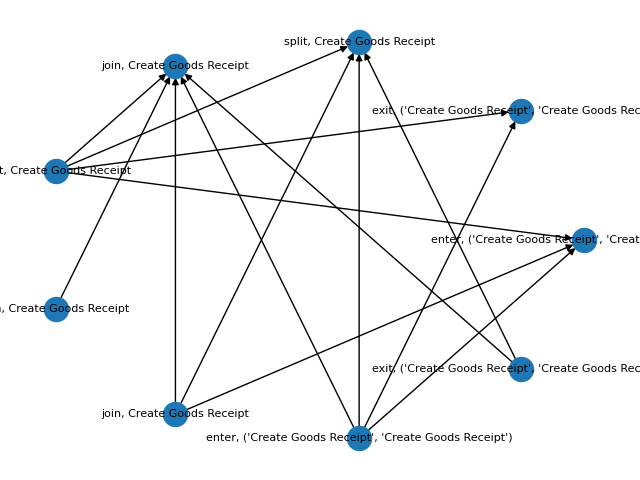 split, Create Goods Receipt
join, Create Goods Receipt
exit, ('Create Goods Receipt', 'Create Goods Rec
t, Create Goods Receipt
enter, ('Create Goods Receipt', 'Creat
, Create Goods Receipt
exit, ('Create Goods Receipt', 'Create Goods Rec
join, Create Goods Receipt
enter, ('Create Goods Receipt', 'Create Goods Receipt')